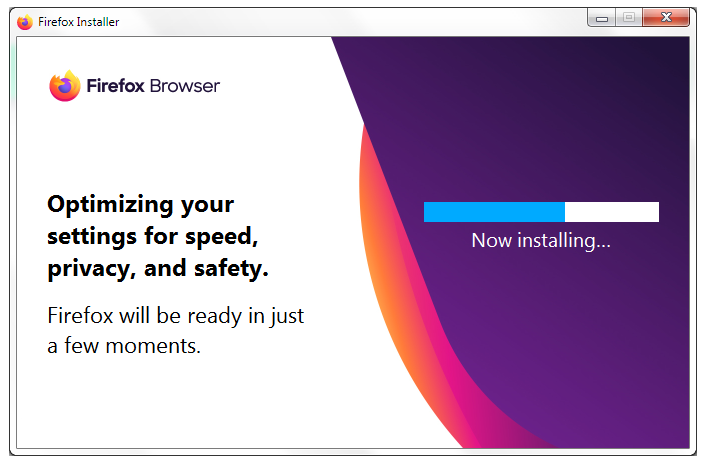 Firefox Installer
Firefox Browser
Optimizing your
settings for speed,
privacy, and safety.
Firefox will be ready in just
a few moments.
Now installing...